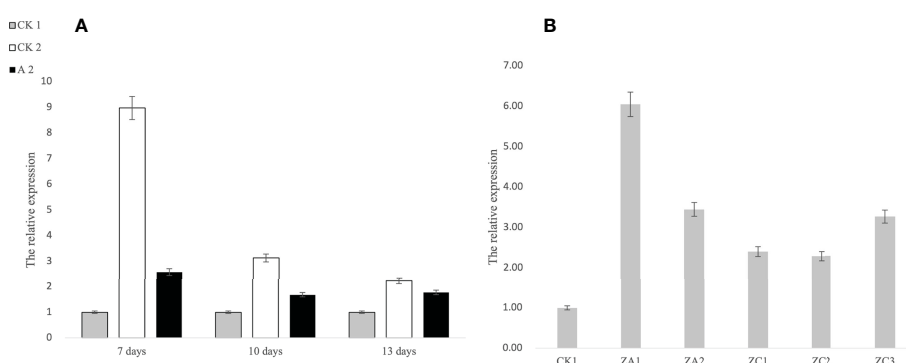 CK 1
CK 2
A 2
A
The relative expression
10
9
8
7
6
5
4
3
2
1
0
7 days
10 days
13 days
B
The relative expression
7.00
6.00
5.00
4.00
3.00
2.00
1.00
0.00
CK1
ZA1
ZA2
ZC1
ZC2
ZC3